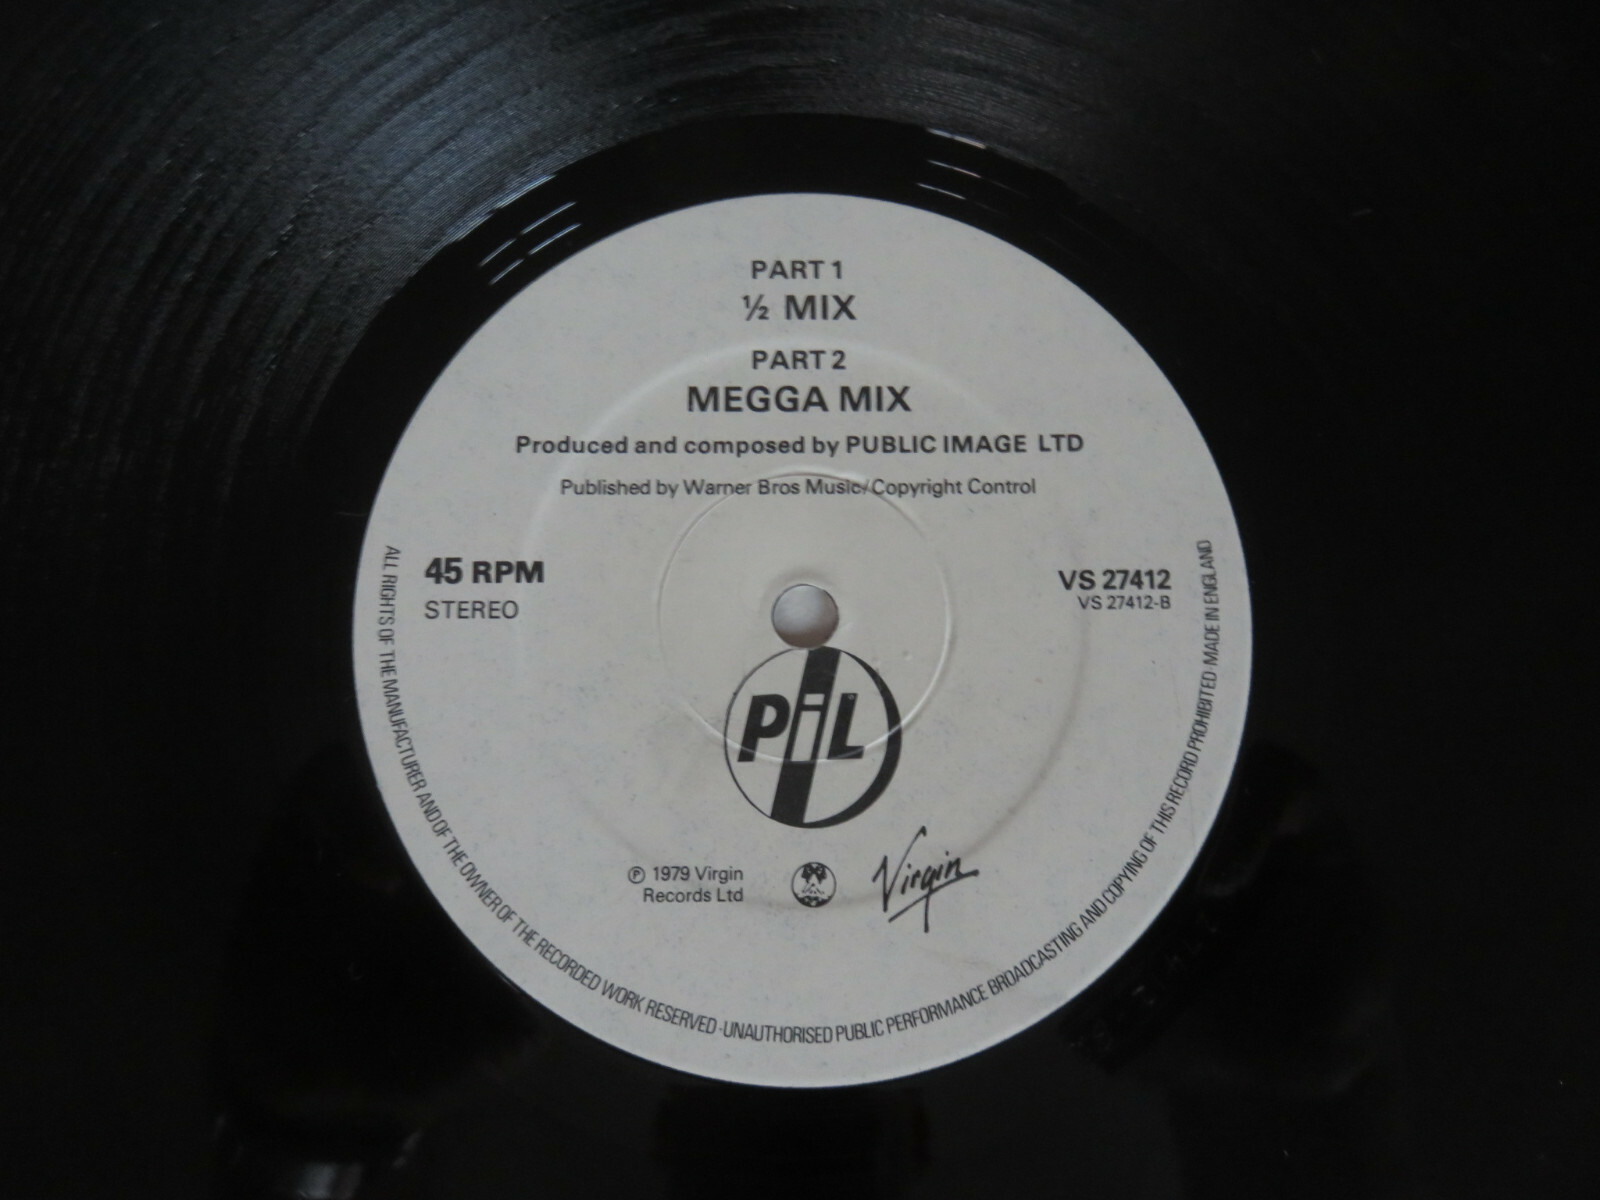 PART 1
½ MIX
PART 2
MEGGA MIX
Produced and composed by PUBLIC IMAGE LTD
Published by Warner Bros Music/Copyright Control
45 RPM
STEREO
VS 27412
VS 27412-B
PiL
℗ 1979 Virgin
Records Ltd
Virgin
ALL RIGHTS OF THE MANUFACTURER AND OF THE OWNER OF THE RECORDED WORK RESERVED · UNAUTHORISED PUBLIC PERFORMANCE BROADCASTING AND COPYING OF THIS RECORD PROHIBITED MADE IN ENGLAND